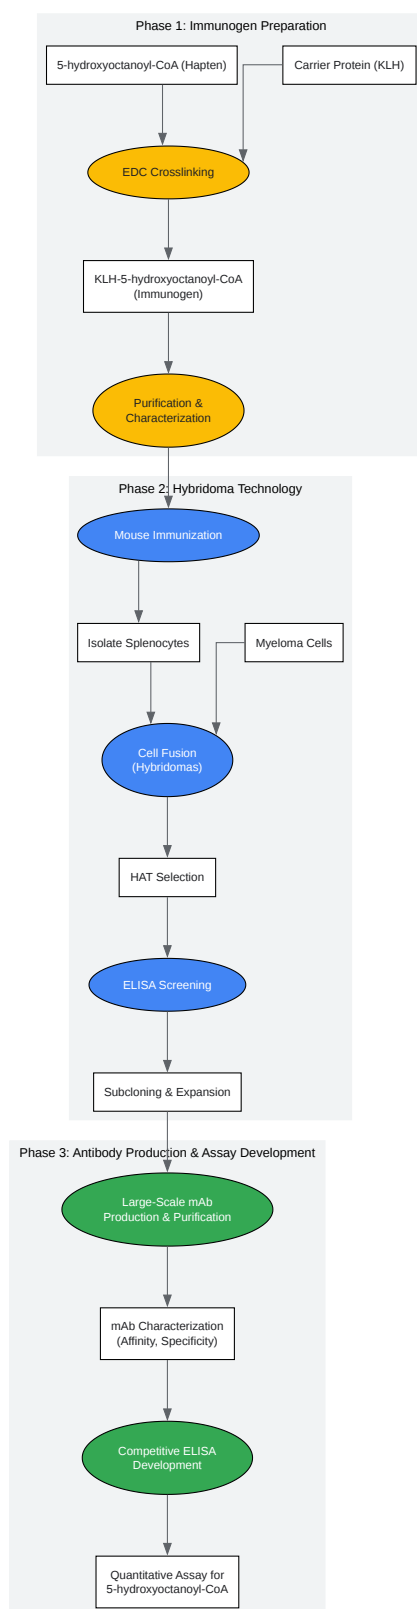 Phase 1: Immunogen Preparation
5-hydroxyoctanoyl-CoA (Hapten)
Carrier Protein (KLH)
EDC Crosslinking
KLH-5-hydroxyoctanoyl-CoA
(Immunogen)
Purification &
Characterization
Phase 2: Hybridoma Technology
Mouse Immunization
Isolate Splenocytes
Myeloma Cells
Cell Fusion
(Hybridomas)
HAT Selection
ELISA Screening
Subcloning & Expansion
Phase 3: Antibody Production & Assay Development
Large-Scale mAb
Production & Purification
mAb Characterization
(Affinity, Specificity)
Competitive ELISA
Development
Quantitative Assay for
5-hydroxyoctanoyl-CoA